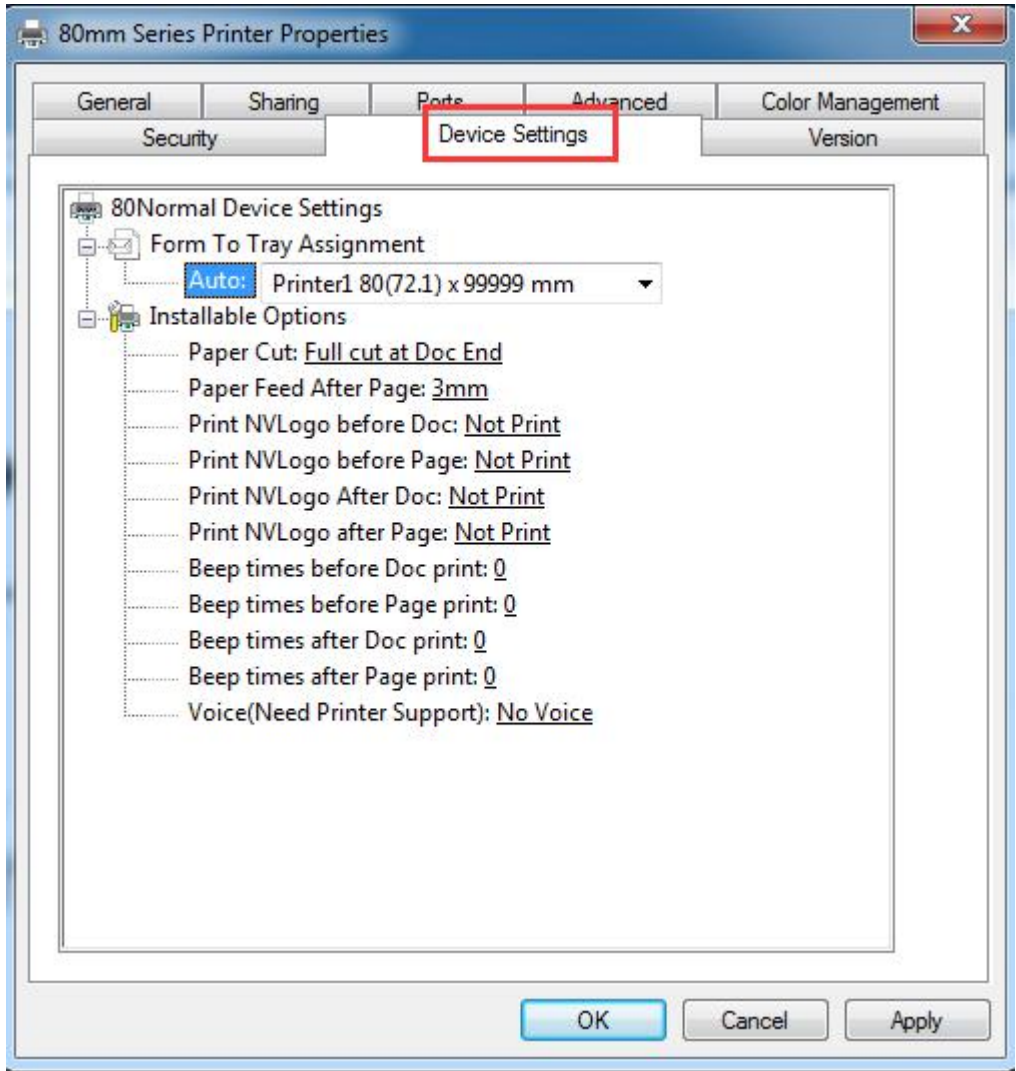 80mm Series Printer Properties
General Sharing Ports Advanced Color Management
Security Device Settings Version
80Normal Device Settings
Form To Tray Assignment
Auto: Printer1 80(72.1) x 99999 mm
Installable Options
Paper Cut: Full cut at Doc End
Paper Feed After Page: 3mm
Print NVLogo before Doc: Not Print
Print NVLogo before Page: Not Print
Print NVLogo After Doc: Not Print
Print NVLogo after Page: Not Print
Beep times before Doc print: 0
Beep times before Page print: 0
Beep times after Doc print: 0
Beep times after Page print: 0
Voice(Need Printer Support): No Voice
OK Cancel Apply